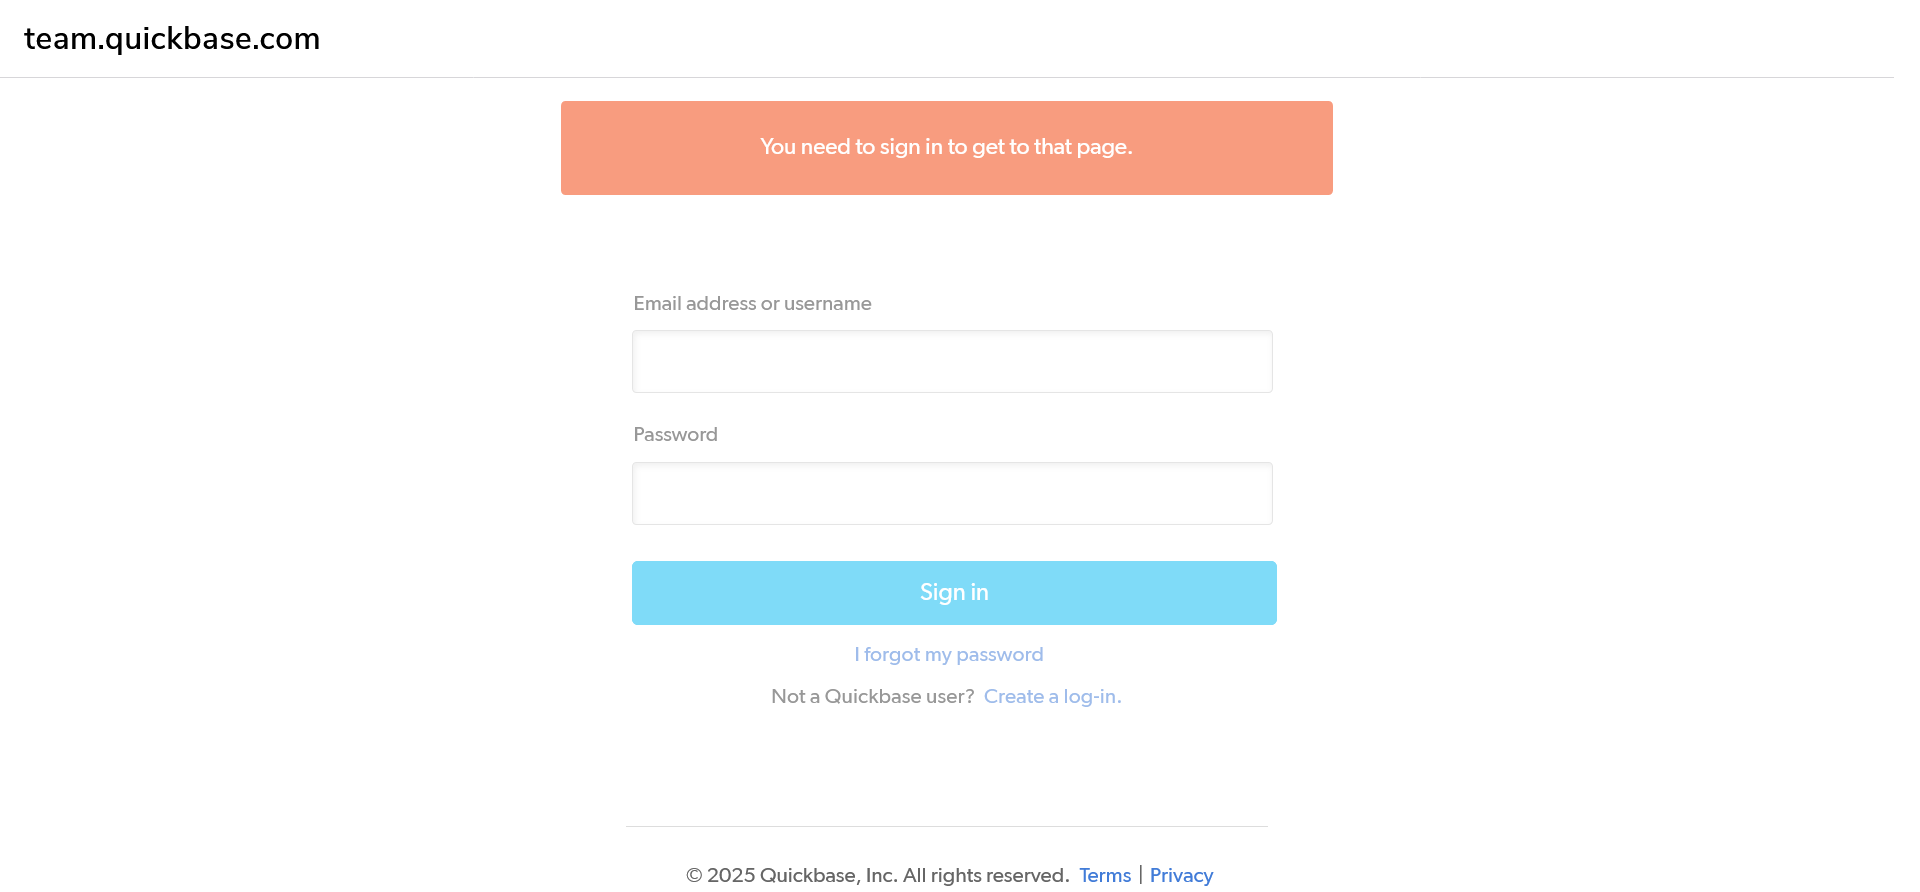 team.quickbase.com
You need to sign in to get to that page.
Email address or username
Password
Sign in
I forgot my password
Not a Quickbase user? Create a log-in.
© 2025 Quickbase, Inc. All rights reserved. Terms | Privacy